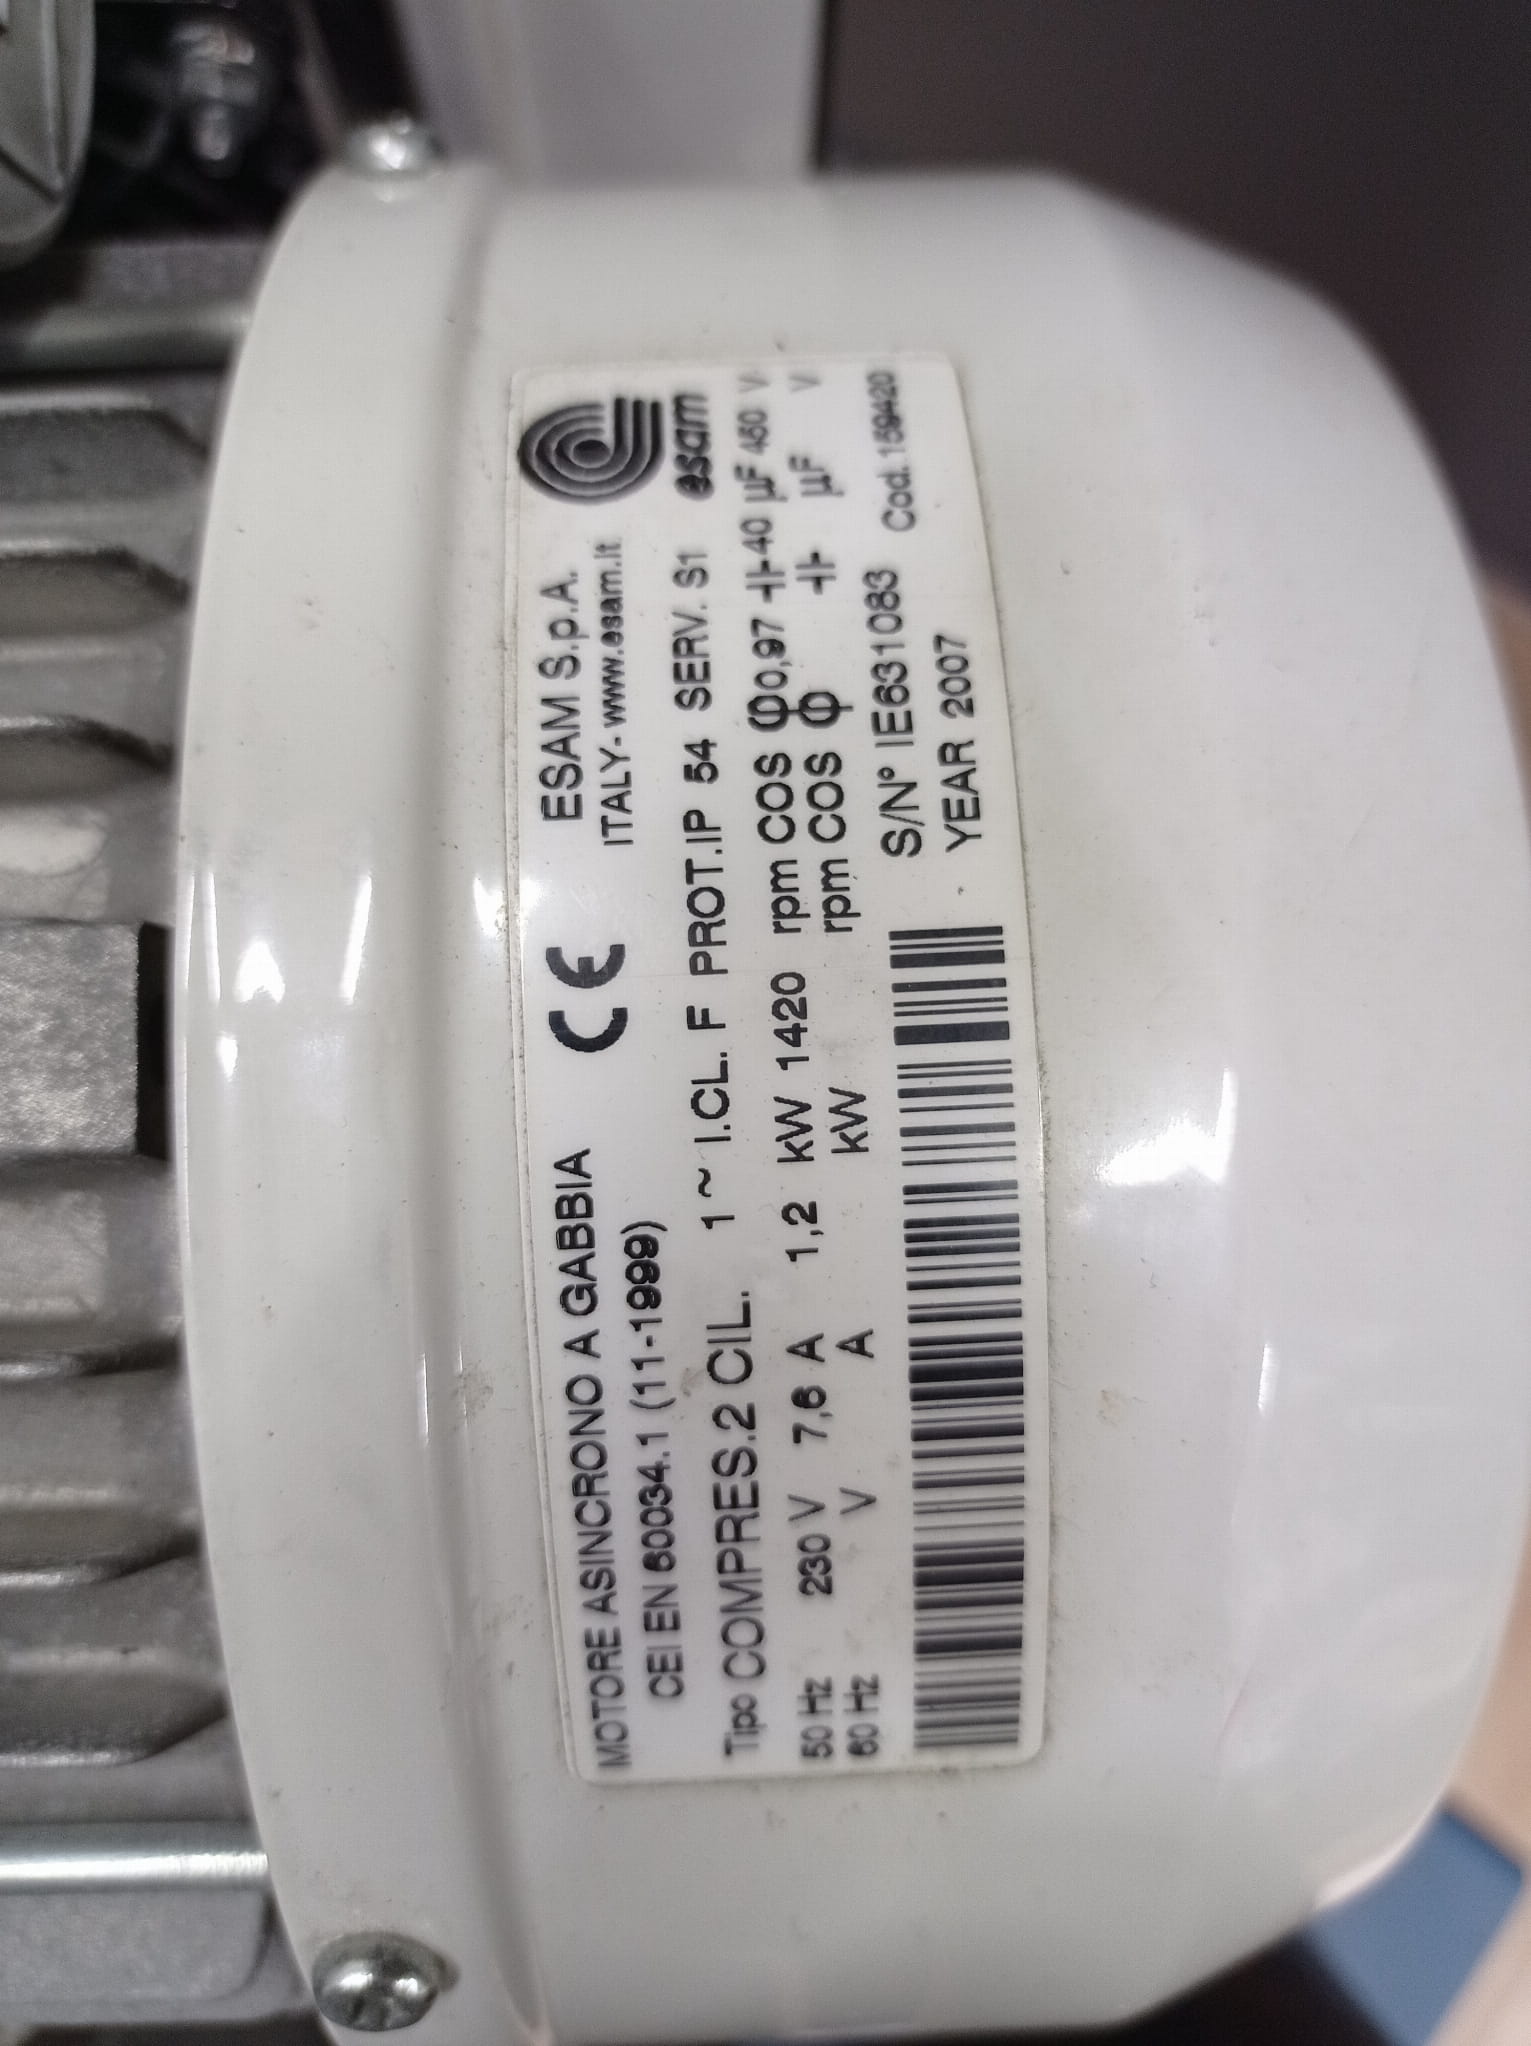 MOTORE ASINCRONO A GABBIA CE ESAM S.p.A.
CEI EN 60034.1 (11-1999) ITALY-www.esam.it
esam
Tipo COMPRES.2 CIL. 1 ~ I.CL. F PROT.IP 54 SERV. S1
50 Hz 230 V 7,6 A 1,2 kW 1420 rpm COS φ 0,97 ⊣⊢ 40 µF 450 V
60 Hz V A kW rpm COS φ ⊣⊢ µF V
S/N° IE631083 Cod.159420
YEAR 2007